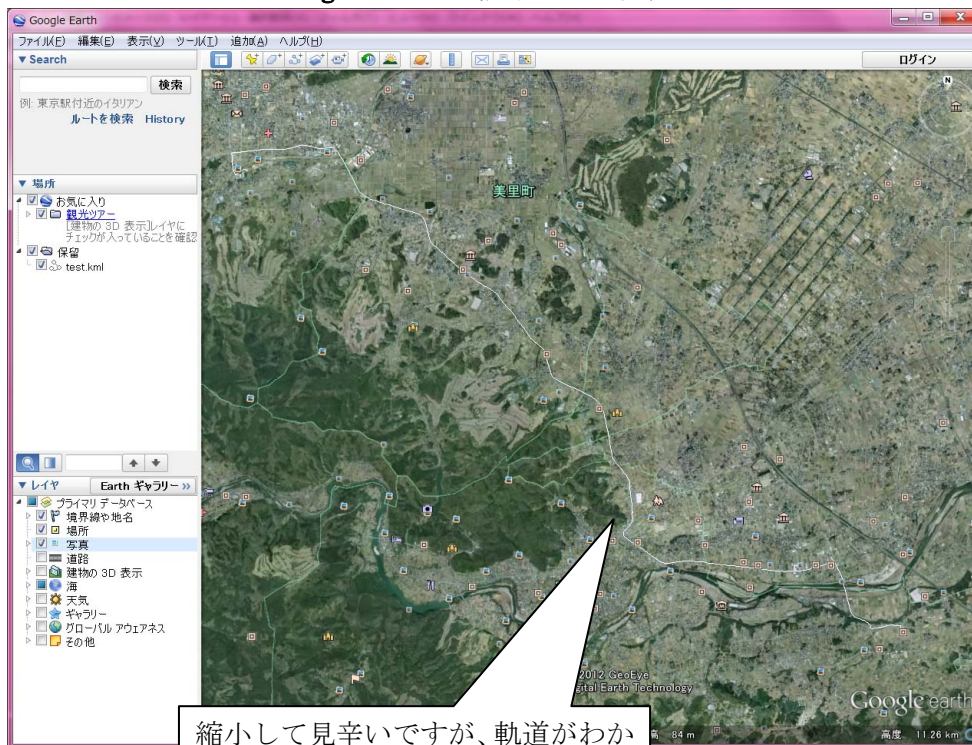 Google Earth
ファイル(F) 編集(E) 表示(V) ツール(T) 追加(A) ヘルプ(H)
▼ Search
ログイン
検索
例: 東京駅付近のイタリアン
ルートを検索 History
▼ 場所
お気に入り
観光ツアー
[建物の 3D 表示]レイヤに
チェックが入っていることを確認
保留
test.kml
美里町
N
▼ レイヤ
Earth ギャラリー »
プライマリ データベース
境界線や地名
場所
写真
道路
建物の 3D 表示
海
天気
ギャラリー
グローバル アウェアネス
その他
2012 GeoEye
gital Earth Technology
Google earth
高 84 m
高度 11.26 km
縮小して見辛いですが、軌道がわか